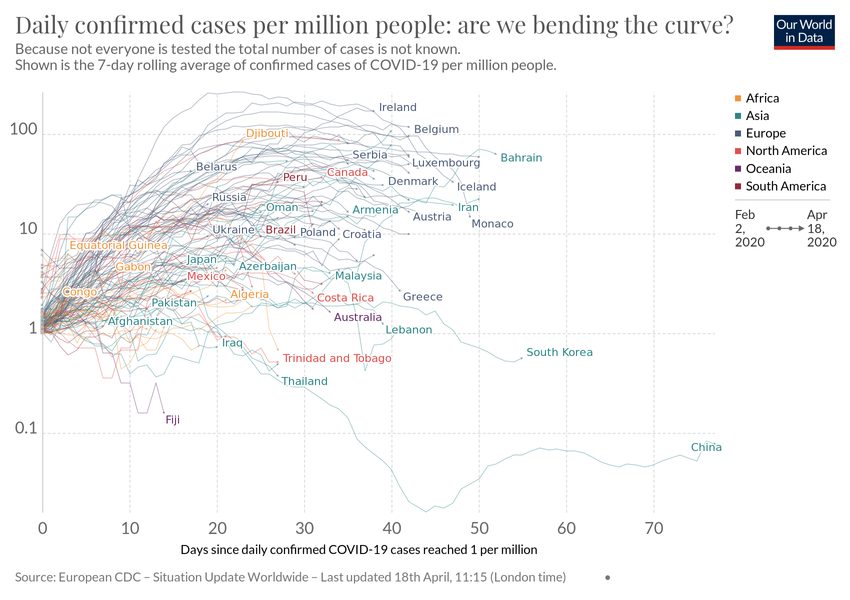 Daily confirmed cases per million people: are we bending the curve?
Our World
in Data
Because not everyone is tested the total number of cases is not known.
Shown is the 7-day rolling average of confirmed cases of COVID-19 per million people.
Africa
Asia
Europe
North America
Oceania
South America
Feb
2,
2020
Apr
18,
2020
100
10
1
0.1
Ireland
Belgium
Djibouti
Serbia
Bahrain
Luxembourg
Belarus
Peru
Canada
Denmark
Iceland
Russia
Oman
Armenia
Iran
Austria
Monaco
Ukraine
Brazil
Poland
Croatia
Equatorial Guinea
Gabon
Japan
Azerbaijan
Mexico
Malaysia
Congo
Algeria
Costa Rica
Greece
Pakistan
Australia
Afghanistan
Lebanon
Iraq
South Korea
Trinidad and Tobago
Thailand
Fiji
China
0
10
20
30
40
50
60
70
Days since daily confirmed COVID-19 cases reached 1 per million
Source: European CDC – Situation Update Worldwide – Last updated 18th April, 11:15 (London time)